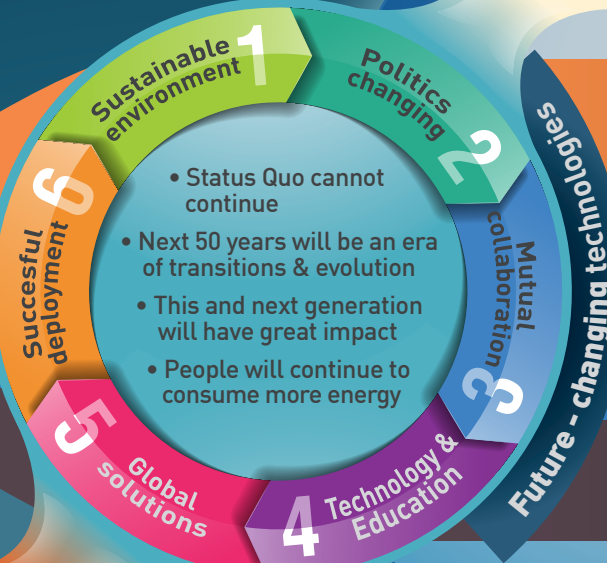 1
Sustainable
environment
Politics
changing
2
Mutual
collaboration
3
4
Technology &
Education
5
Global
solutions
6
Succesful
deployment
• Status Quo cannot
continue
• Next 50 years will be an era
of transitions & evolution
• This and next generation
will have great impact
• People will continue to
consume more energy
Future - changing technologies